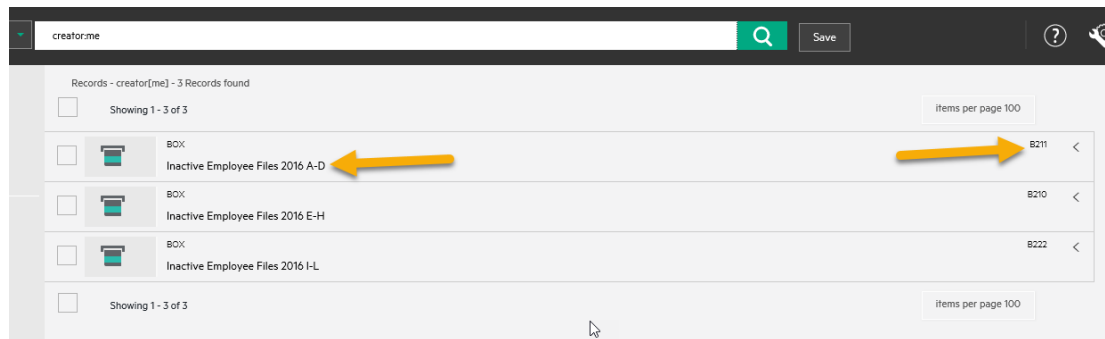 creator:me
Save
?
Records - creator[me] - 3 Records found
Showing 1 - 3 of 3
items per page 100
BOX
B211
Inactive Employee Files 2016 A-D
BOX
B210
Inactive Employee Files 2016 E-H
BOX
B222
Inactive Employee Files 2016 I-L
Showing 1 - 3 of 3
items per page 100